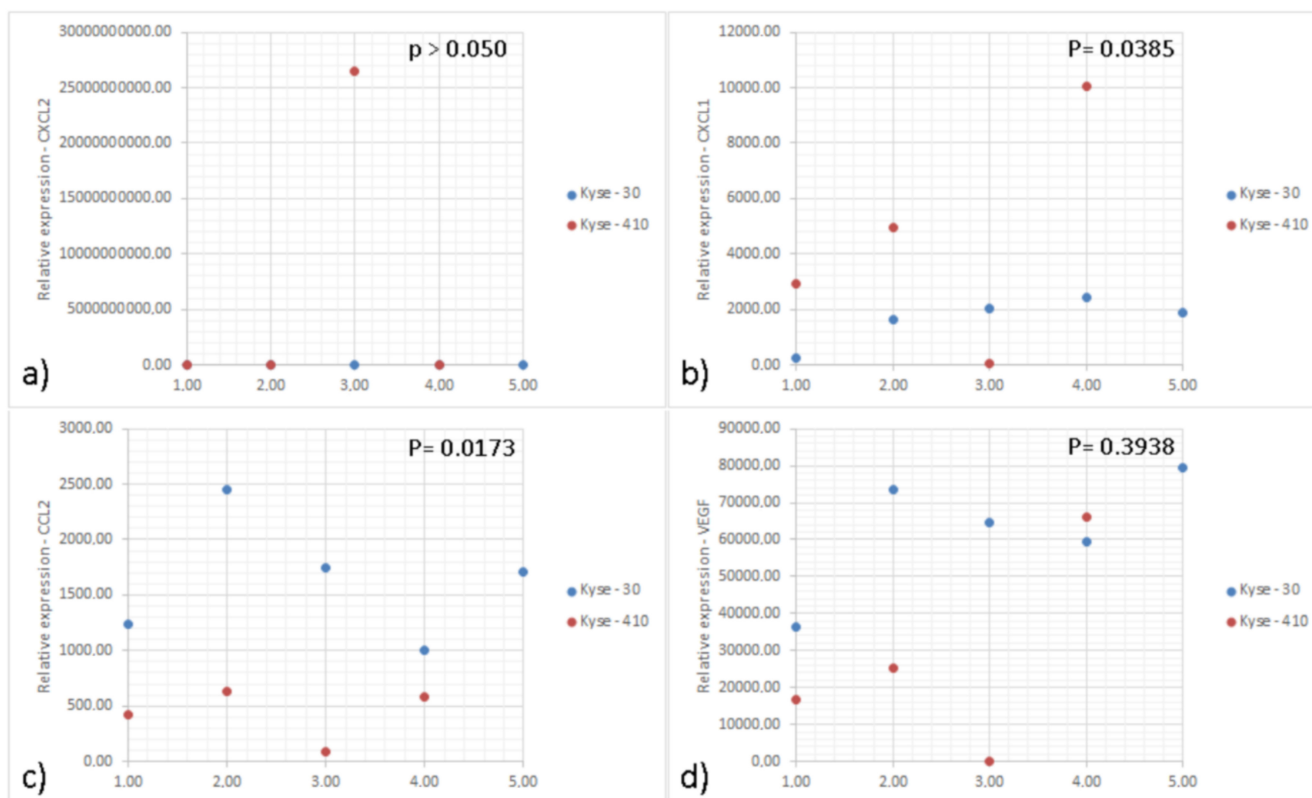 p > 0.050
Relative expression - CXCL2
30000000000.00
25000000000.00
20000000000.00
15000000000.00
10000000000.00
5000000000.00
0.00
1,00 2,00 3,00 4,00 5,00
Kyse - 30
Kyse - 410
a)
P= 0.0385
Relative expression - CXCL1
12000.00
10000.00
8000.00
6000.00
4000.00
2000.00
0.00
1,00 2,00 3,00 4,00 5,00
Kyse - 30
Kyse - 410
b)
P= 0.0173
Relative expression - CCL2
3000,00
2500,00
2000,00
1500,00
1000,00
500,00
0.00
1.00 2.00 3.00 4.00 5.00
Kyse - 30
Kyse - 410
c)
P= 0.3938
Relative expression - VEGF
90000,00
80000,00
70000,00
60000,00
50000,00
40000,00
30000,00
20000,00
10000,00
0.00
1.00 2.00 3.00 4.00 5.00
Kyse - 30
Kyse - 410
d)